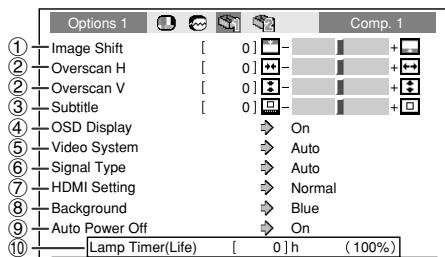 Options 1 Comp. 1
① Image Shift [ 0 ] − +
② Overscan H [ 0 ] − +
② Overscan V [ 0 ] − +
③ Subtitle [ 0 ] − +
④ OSD Display On
⑤ Video System Auto
⑥ Signal Type Auto
⑦ HDMI Setting Normal
⑧ Background Blue
⑨ Auto Power Off On
⑩ Lamp Timer(Life) [ 0 ] h ( 100%)